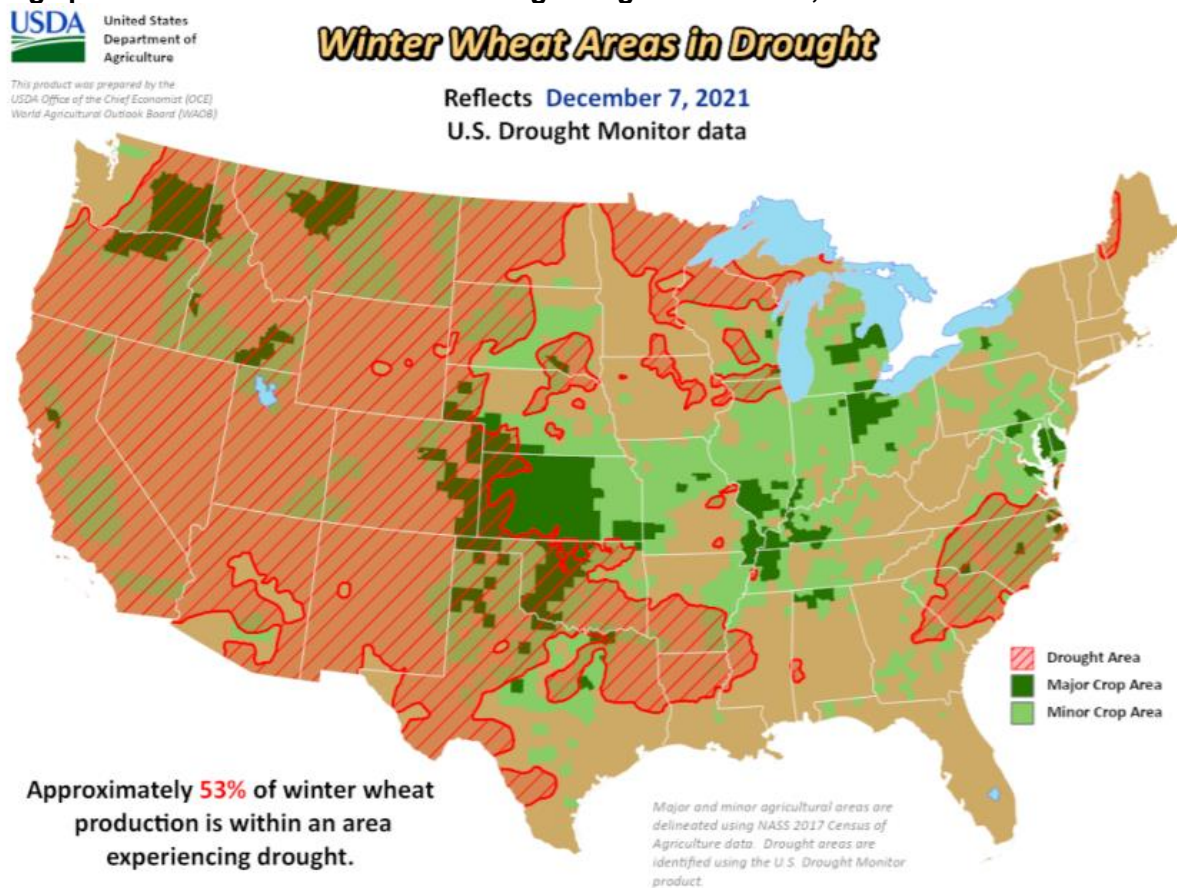 USDA
United States
Department of
Agriculture
This product was prepared by the
USDA Office of the Chief Economist (OCE)
World Agricultural Outlook Board (WAOB)
Winter Wheat Areas in Drought
Reflects December 7, 2021
U.S. Drought Monitor data
Drought Area
Major Crop Area
Minor Crop Area
Approximately 53% of winter wheat
production is within an area
experiencing drought.
Major and minor agricultural areas are
delineated using NASS 2017 Census of
Agriculture data. Drought areas are
identified using the U.S. Drought Monitor
product.